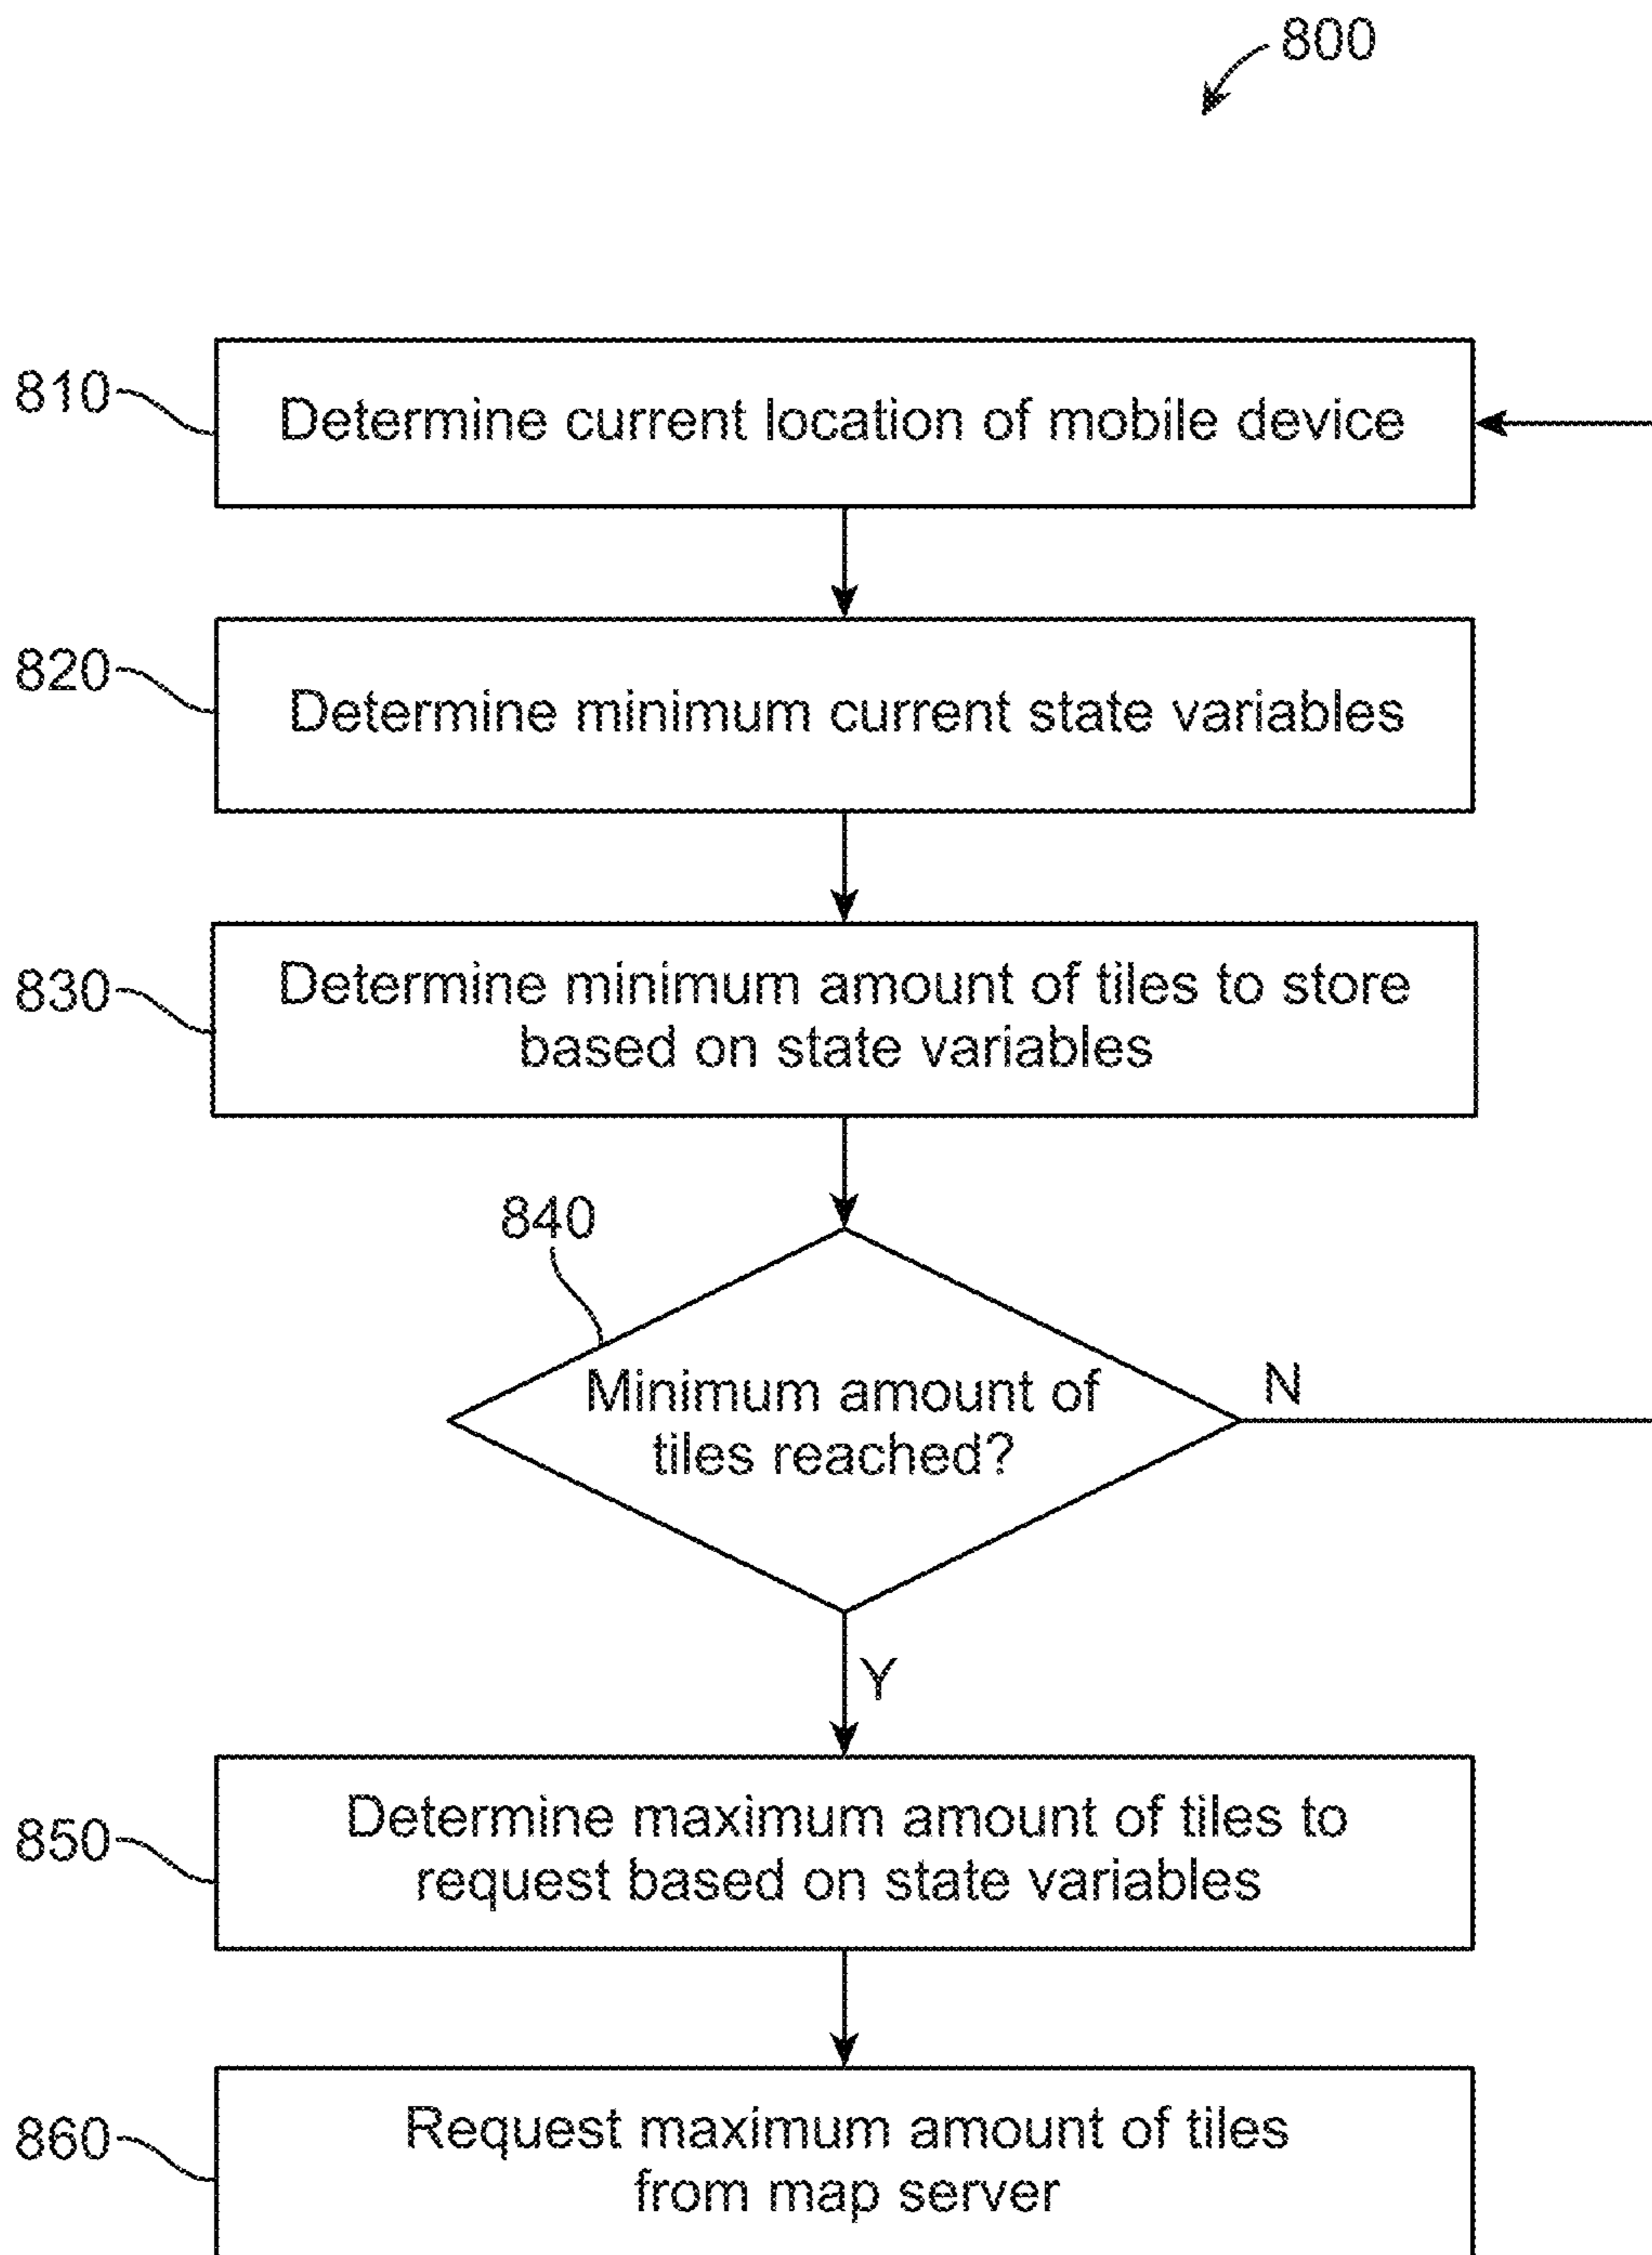 800
810
Determine current location of mobile device
820
Determine minimum current state variables
830
Determine minimum amount of tiles to store
based on state variables
840
Minimum amount of
tiles reached?
N
Y
850
Determine maximum amount of tiles to
request based on state variables
860
Request maximum amount of tiles
from map server